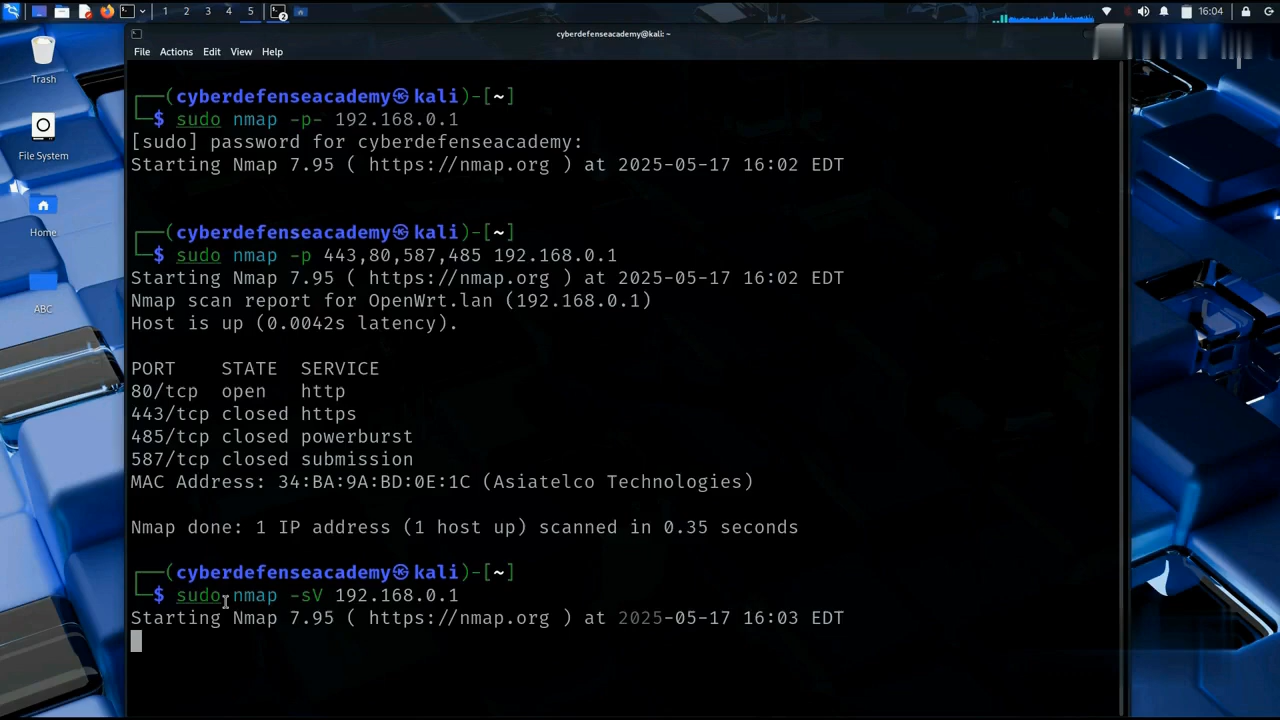 1 2 3 4 5 2 16:04
cyberdefenseacademy@kali: ~
File Actions Edit View Help
Trash
File System
Home
ABC
┌──(cyberdefenseacademy㉿kali)-[~]
└─$ sudo nmap -p- 192.168.0.1
[sudo] password for cyberdefenseacademy:
Starting Nmap 7.95 ( https://nmap.org ) at 2025-05-17 16:02 EDT
┌──(cyberdefenseacademy㉿kali)-[~]
└─$ sudo nmap -p 443,80,587,485 192.168.0.1
Starting Nmap 7.95 ( https://nmap.org ) at 2025-05-17 16:02 EDT
Nmap scan report for OpenWrt.lan (192.168.0.1)
Host is up (0.0042s latency).
PORT STATE SERVICE
80/tcp open http
443/tcp closed https
485/tcp closed powerburst
587/tcp closed submission
MAC Address: 34:BA:9A:BD:0E:1C (Asiatelco Technologies)
Nmap done: 1 IP address (1 host up) scanned in 0.35 seconds
┌──(cyberdefenseacademy㉿kali)-[~]
└─$ sudo nmap -sV 192.168.0.1
Starting Nmap 7.95 ( https://nmap.org ) at 2025-05-17 16:03 EDT